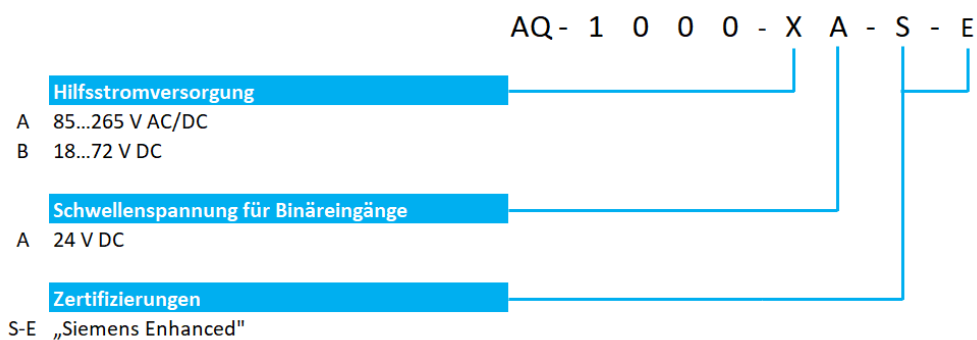 AQ - 1 0 0 0 - X A - S - E
Hilfsstromversorgung
A 85...265 V AC/DC
B 18...72 V DC
Schwellenspannung für Binäreingänge
A 24 V DC
Zertifizierungen
S-E „Siemens Enhanced"